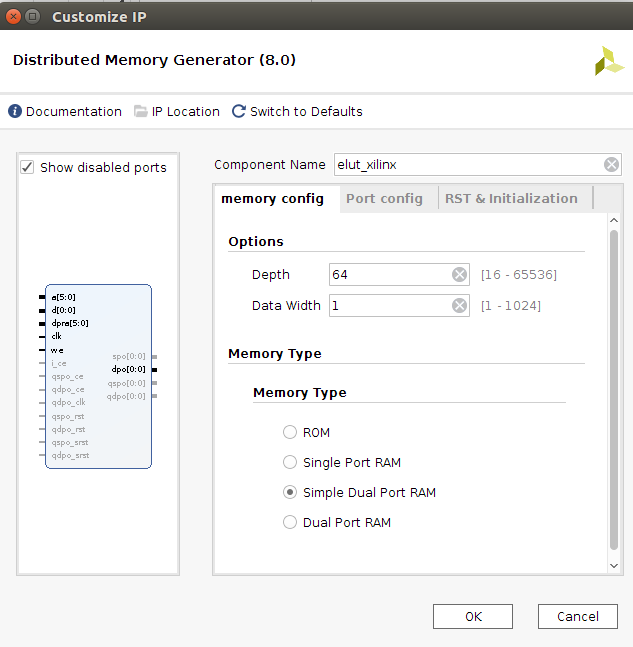 Customize IP
Distributed Memory Generator (8.0)
Documentation IP Location Switch to Defaults
Show disabled ports
a[5:0]
d[0:0]
dpra[5:0]
clk
we
i_ce
qspo_ce
qdpo_ce
qdpo_clk
qspo_rst
qdpo_rst
qspo_srst
qdpo_srst
spo[0:0]
dpo[0:0]
qspo[0:0]
qdpo[0:0]
Component Name elut_xilinx
memory config Port config RST & Initialization
Options
Depth 64 [16 - 65536]
Data Width 1 [1 - 1024]
Memory Type
Memory Type
ROM
Single Port RAM
Simple Dual Port RAM
Dual Port RAM
OK Cancel